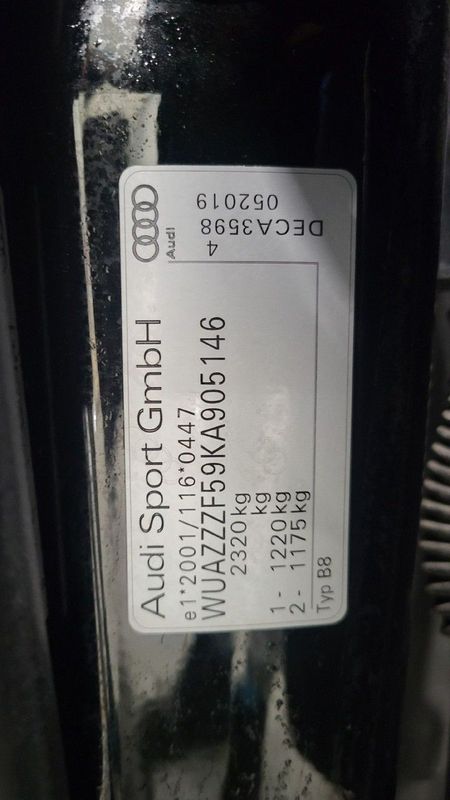 Audi Sport GmbH
e1*2001/116*0447
WUAZZZF59KA905146
2320 kg
kg
1 - 1220 kg
2 - 1175 kg
Typ B8
Audi
4
DECA3598
052019